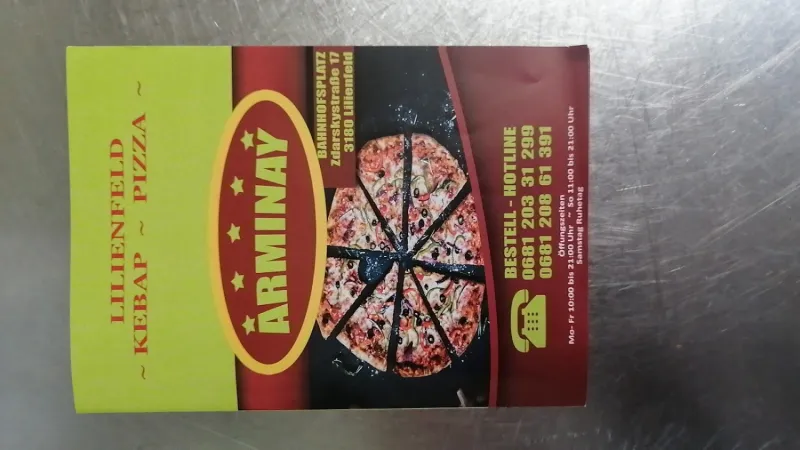 LILIENFELD
~ KEBAP ~ PIZZA ~
ARMINAY
BAHNHOFSPLATZ
Zdarskystraße 17
3180 Lilienfeld
BESTELL - HOTLINE
0681 203 31 299
0681 208 61 391
Öffungszeiten
Mo- Fr 10:00 bis 21:00 Uhr ~ So 11:00 bis 21:00 Uhr
Samstag Ruhetag